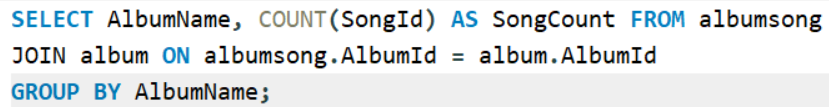 SELECT AlbumName, COUNT(SongId) AS SongCount FROM albumsong
JOIN album ON albumsong.AlbumId = album.AlbumId
GROUP BY AlbumName;